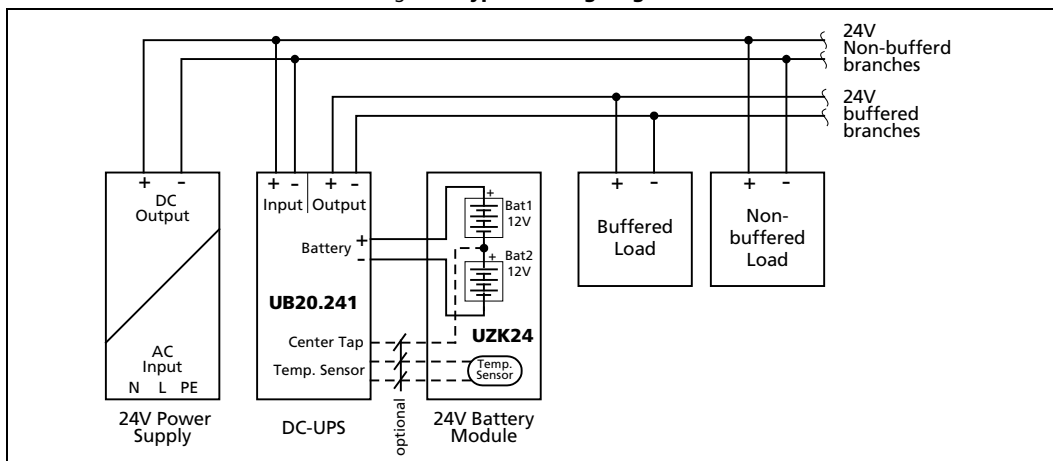 24V
Non-bufferd
branches
24V
buffered
branches
+ -
DC
Output
AC
Input
N L PE
24V Power
Supply
+ - + -
Input Output
Battery + -
UB20.241
Center Tap
Temp. Sensor
DC-UPS
optional
+
Bat1
12V
+
Bat2
12V
UZK24
Temp.
Sensor
24V Battery
Module
+ -
Buffered
Load
+ -
Non-
buffered
Load